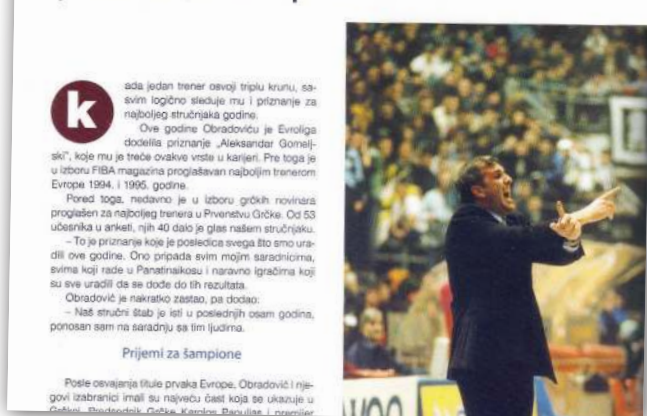 k
ada jedan trener osvoji triplu krunu, sa-
svim logično sleduje mu i priznanje za
najboljeg stručnjaka godine.
Ove godine Obradoviću je Evroliga
dodelila priznanje „Aleksandar Gomelj-
ski", koje mu je treće ovakve vrste u karijeri. Pre toga je
u izboru FIBA magazina proglašavan najboljim trenerom
Evrope 1994. i 1995. godine.
Pored toga, nedavno je u izboru grčkih novinara
proglašen za najboljeg trenera u Prvenstvu Grčke. Od 53
učesnika u anketi, njih 40 dalo je glas našem stručnjaku.
– To je priznanje koje je posledica svega što smo ura-
dili ove godine. Ono pripada svim mojim saradnicima,
svima koji rade u Panatinaikosu i naravno igračima koji
su sve uradili da se dođe do tih rezultata.
Obradović je nakratko zastao, pa dodao:
– Naš stručni štab je isti u poslednjih osam godina,
ponosan sam na saradnju sa tim ljudima.
Prijemi za šampione
Posle osvajanja titule prvaka Evrope, Obradović i nje-
govi izabranici imali su najveću čast koja se ukazuje u
Grčkoj. Predsednik Grčke Karolos Papuljas i premijer